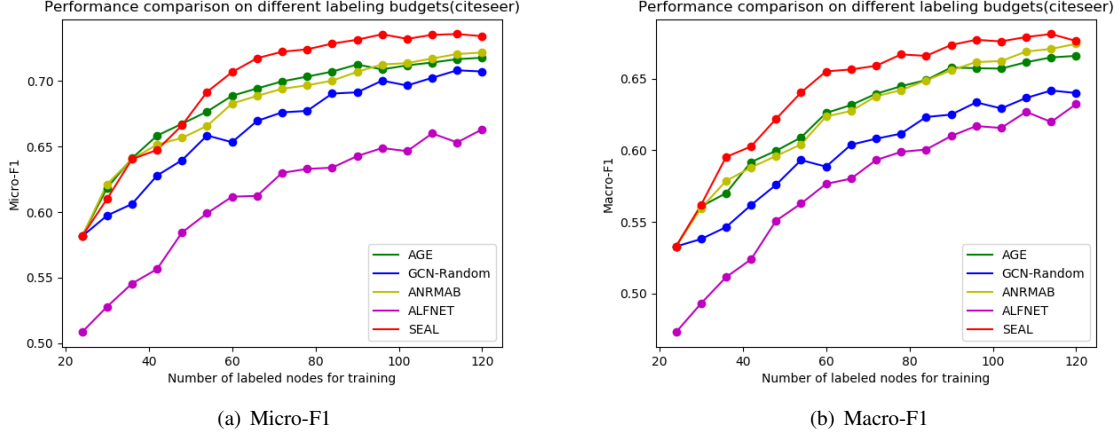 Performance comparison on different labeling budgets(citeseer)
Micro-F1
0.70
0.65
0.60
0.55
0.50
20 40 60 80 100 120
Number of labeled nodes for training
AGE
GCN-Random
ANRMAB
ALFNET
SEAL
(a) Micro-F1
Performance comparison on different labeling budgets(citeseer)
Macro-F1
0.65
0.60
0.55
0.50
20 40 60 80 100 120
Number of labeled nodes for training
AGE
GCN-Random
ANRMAB
ALFNET
SEAL
(b) Macro-F1